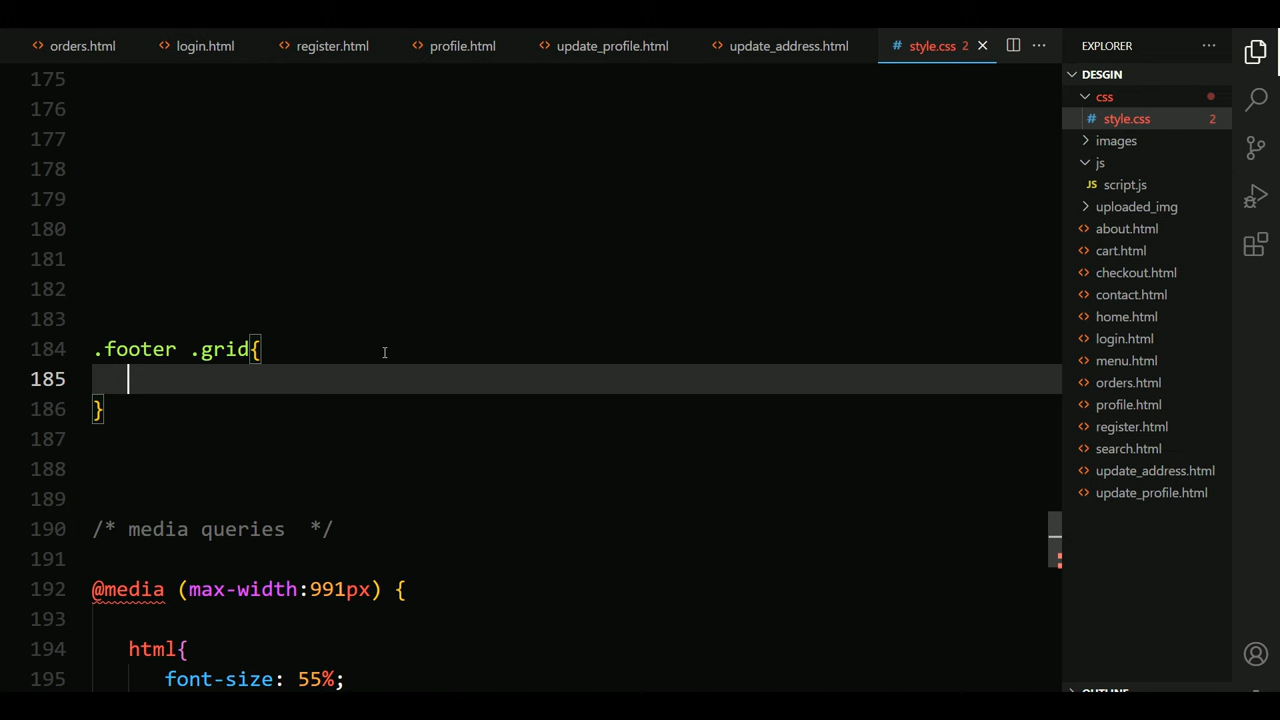 orders.html login.html register.html profile.html update_profile.html update_address.html # style.css 2
EXPLORER
DESGIN
css
# style.css 2
images
js
JS script.js
uploaded_img
about.html
cart.html
checkout.html
contact.html
home.html
login.html
menu.html
orders.html
profile.html
register.html
search.html
update_address.html
update_profile.html
OUTLINE
175
176
177
178
179
180
181
182
183
184 .footer .grid{
185
186 }
187
188
189
190 /* media queries  */
191
192 @media (max-width:991px) {
193
194 html{
195 font-size: 55%;